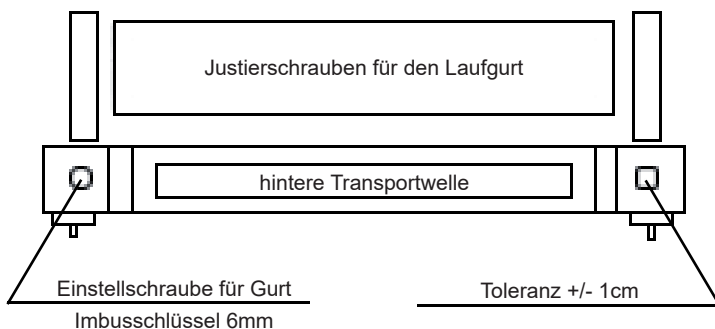 Justierschrauben für den Laufgurt
hintere Transportwelle
Einstellschraube für Gurt
Imbusschlüssel 6mm
Toleranz +/- 1cm